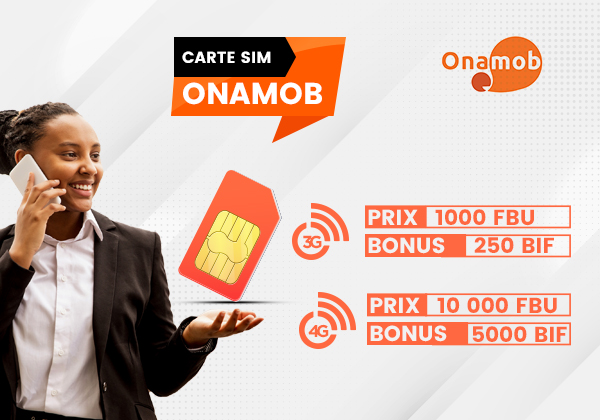 CARTE SIM
ONAMOB
Onamob
3G
PRIX 1000 FBU
BONUS 250 BIF
4G
PRIX 10 000 FBU
BONUS 5000 BIF